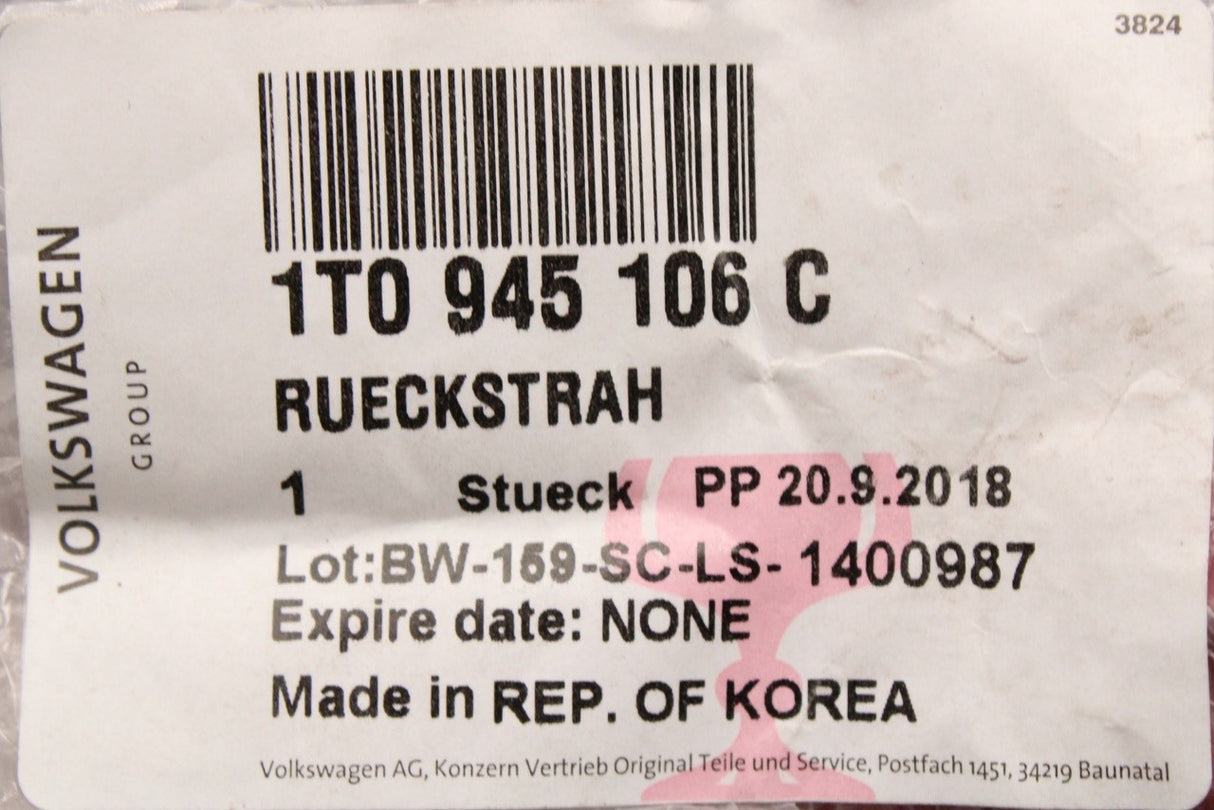 3824
VOLKSWAGEN
GROUP
1T0 945 106 C
RUECKSTRAH
1 Stueck PP 20.9.2018
Lot:BW-159-SC-LS- 1400987
Expire date: NONE
Made in REP. OF KOREA
Volkswagen AG, Konzern Vertrieb Original Teile und Service, Postfach 1451, 34219 Baunatal